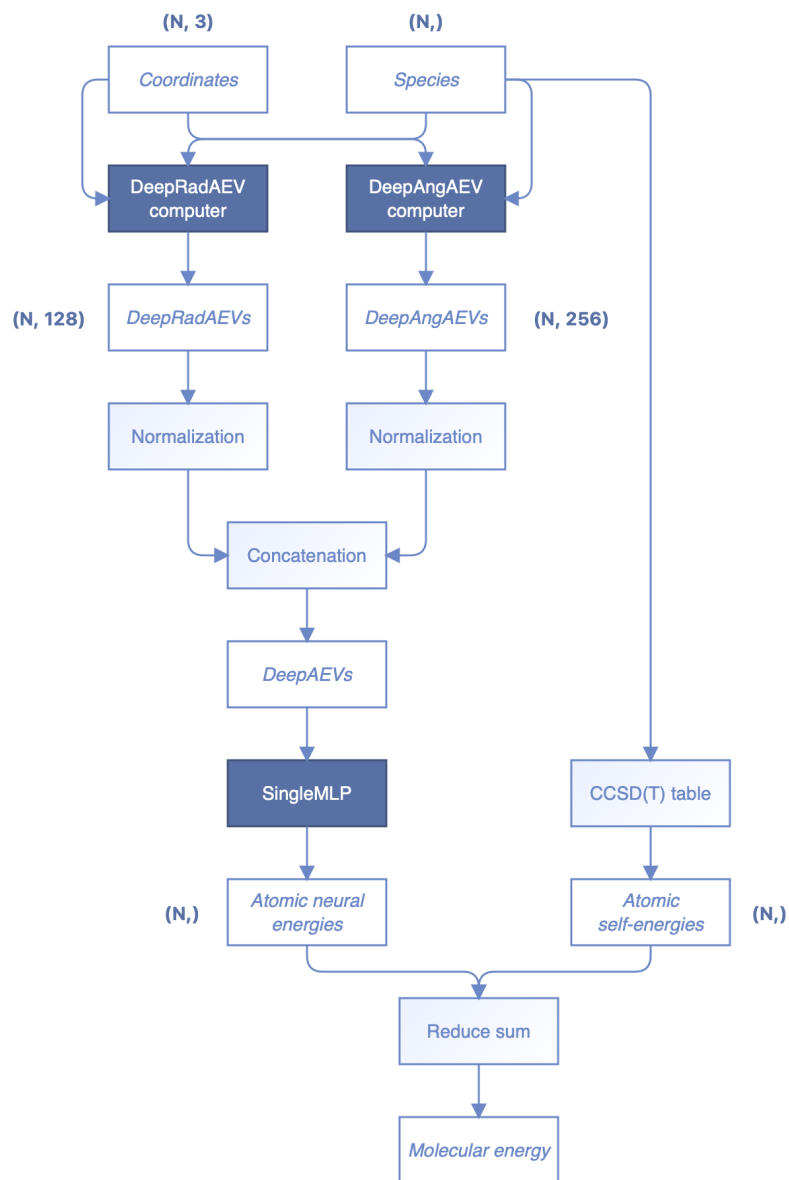 (N, 3)
(N,)
Coordinates
Species
DeepRadAEV
computer
DeepAngAEV
computer
(N, 128)
DeepRadAEVs
DeepAngAEVs
(N, 256)
Normalization
Normalization
Concatenation
DeepAEVs
SingleMLP
CCSD(T) table
(N,)
Atomic neural
energies
Atomic
self-energies
(N,)
Reduce sum
Molecular energy